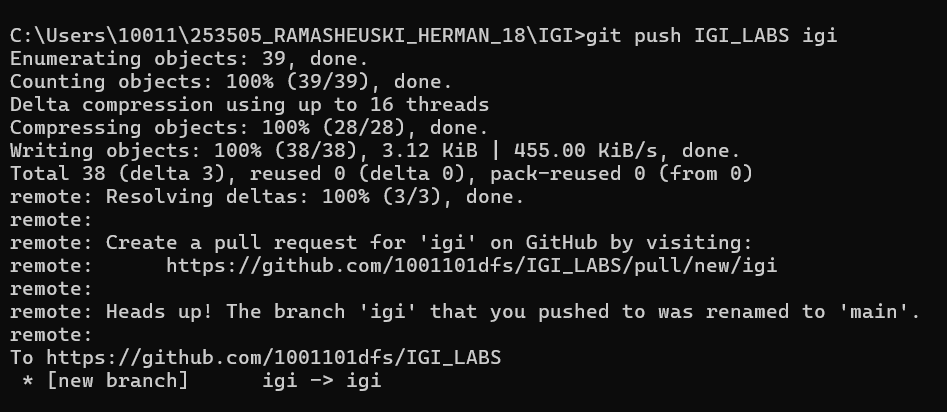 C:\Users\10011\253505_RAMASHEUSKI_HERMAN_18\IGI>git push IGI_LABS igi
Enumerating objects: 39, done.
Counting objects: 100% (39/39), done.
Delta compression using up to 16 threads
Compressing objects: 100% (28/28), done.
Writing objects: 100% (38/38), 3.12 KiB | 455.00 KiB/s, done.
Total 38 (delta 3), reused 0 (delta 0), pack-reused 0 (from 0)
remote: Resolving deltas: 100% (3/3), done.
remote:
remote: Create a pull request for 'igi' on GitHub by visiting:
remote:      https://github.com/1001101dfs/IGI_LABS/pull/new/igi
remote:
remote: Heads up! The branch 'igi' that you pushed to was renamed to 'main'.
remote:
To https://github.com/1001101dfs/IGI_LABS
 * [new branch]      igi -> igi